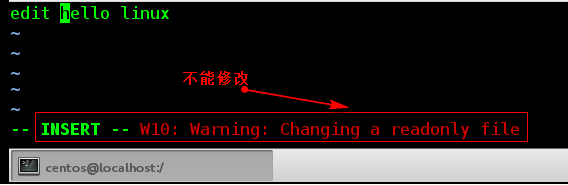 edit hello linux
~
~
~
不能修改
~
~
-- INSERT -- W10: Warning: Changing a readonly file
centos@localhost:/